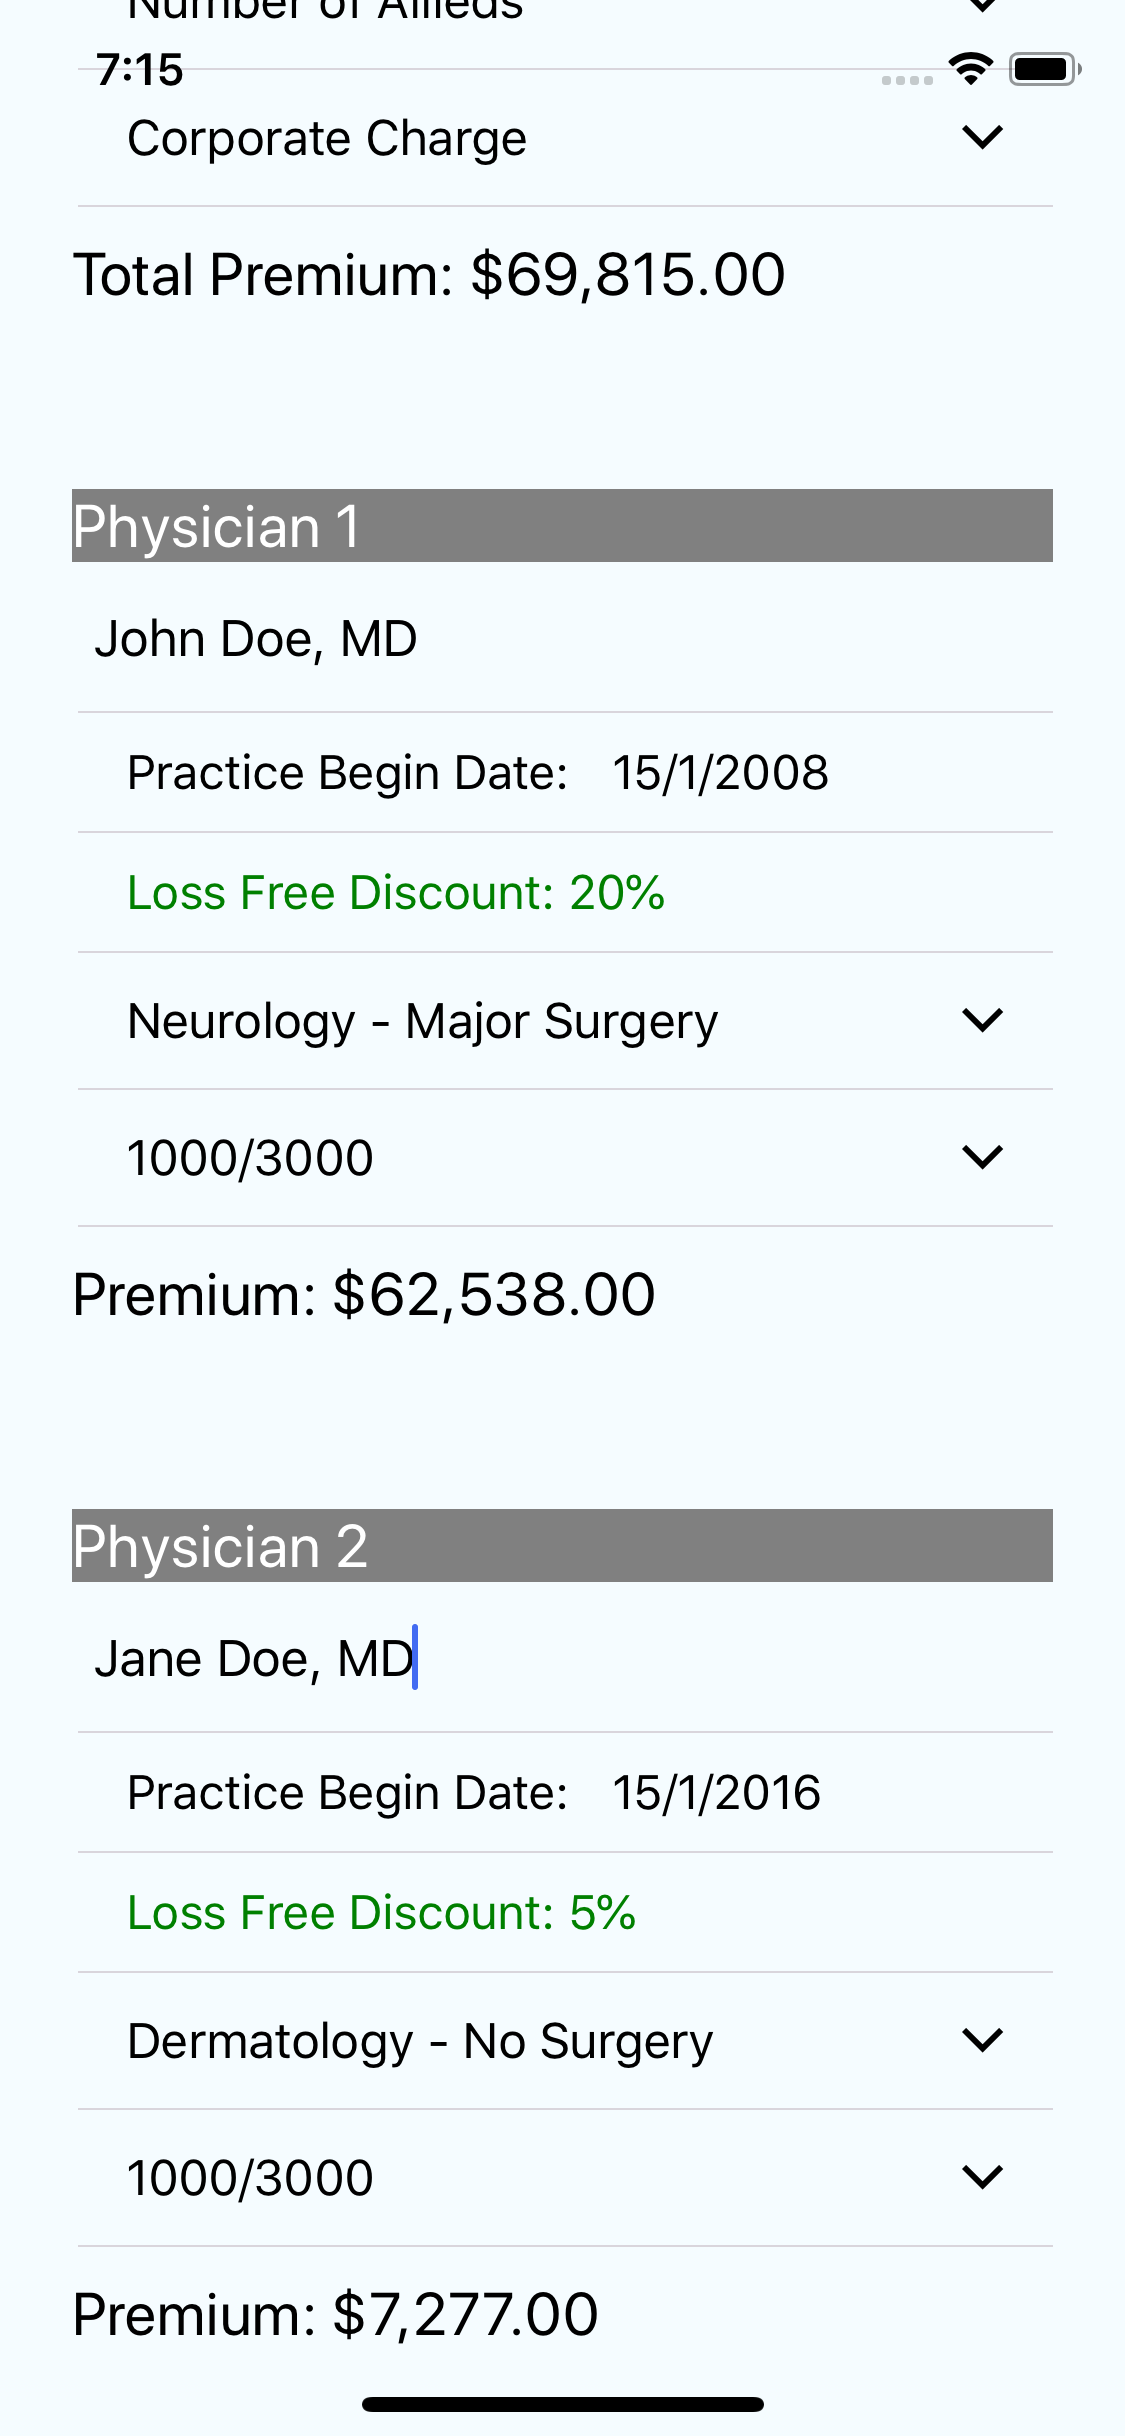 Number of Allieds
7:15
Corporate Charge
Total Premium: $69,815.00
Physician 1
John Doe, MD
Practice Begin Date: 15/1/2008
Loss Free Discount: 20%
Neurology - Major Surgery
1000/3000
Premium: $62,538.00
Physician 2
Jane Doe, MD
Practice Begin Date: 15/1/2016
Loss Free Discount: 5%
Dermatology - No Surgery
1000/3000
Premium: $7,277.00